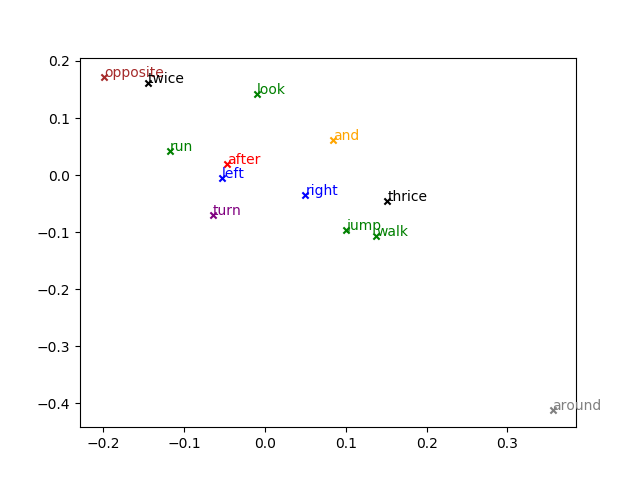 0.2
opposite
twice
look
0.1
and
run
after
0.0
left
right
thrice
turn
−0.1
jump
walk
−0.2
−0.3
−0.4
around
−0.2 −0.1 0.0 0.1 0.2 0.3